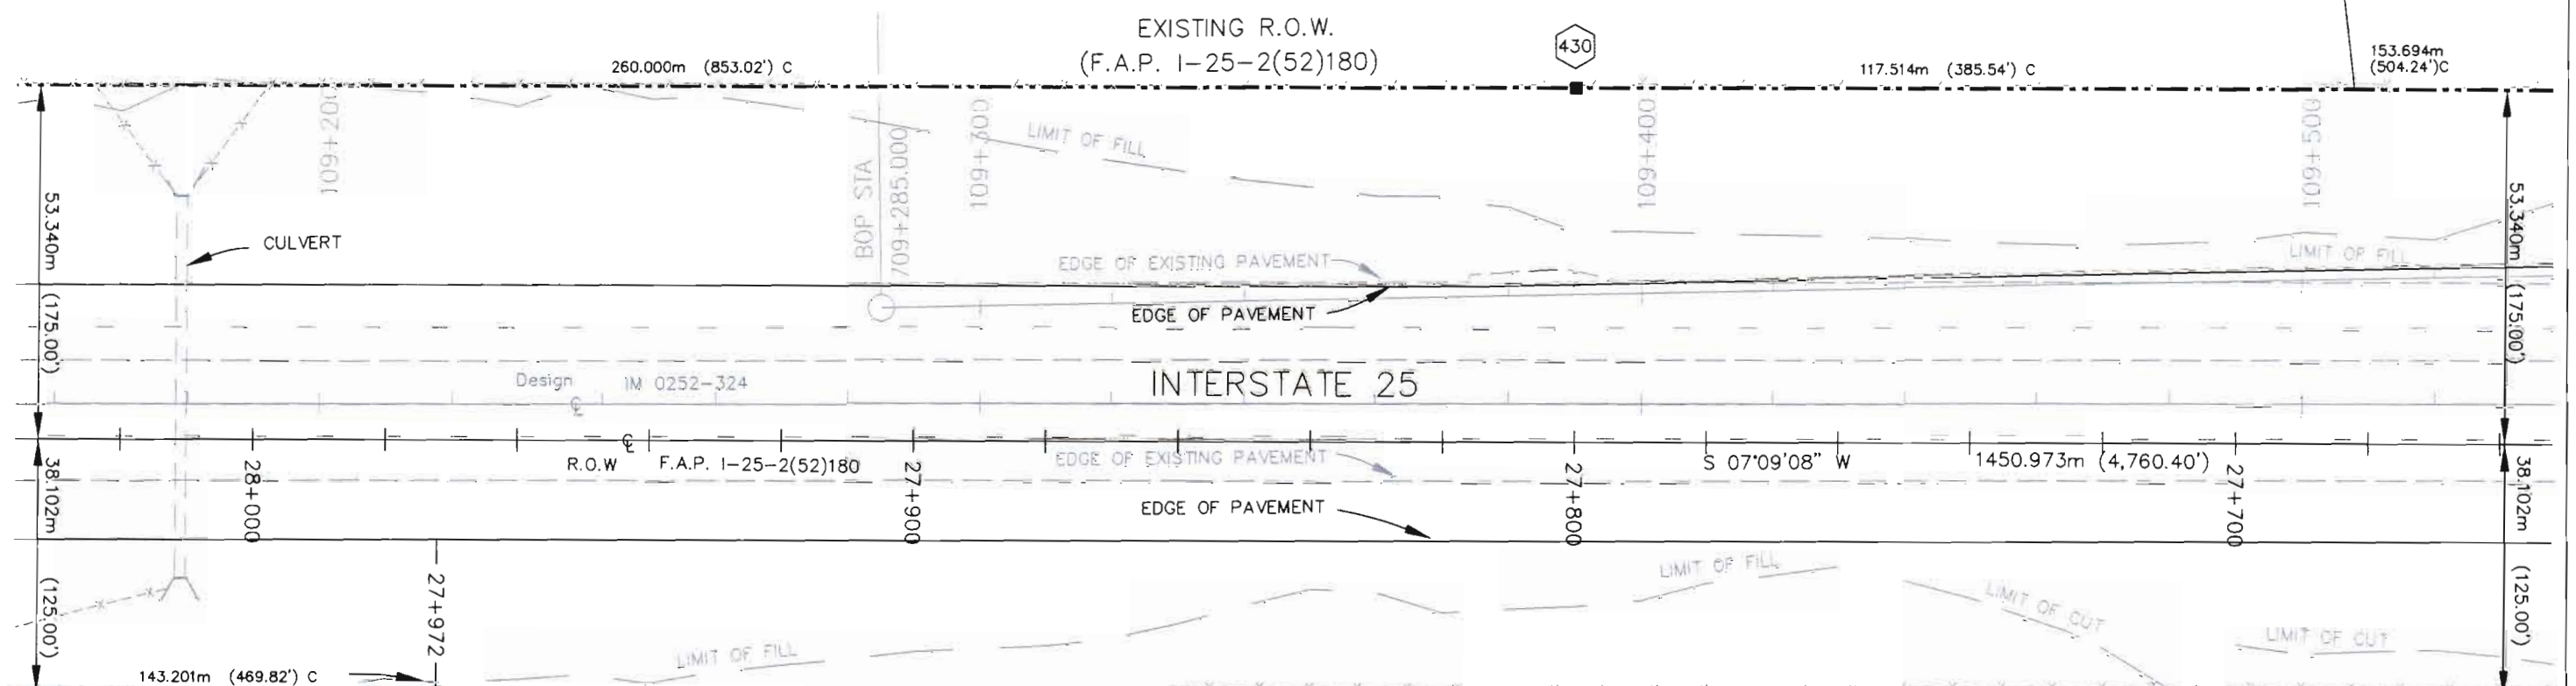 EXISTING R.O.W.
(F.A.P. I-25-2(52)180)
430
260.000m (853.02') C
117.514m (385.54') C
153.694m
(504.24')C
109+200
109+300
109+400
109+500
LIMIT OF FILL
BOP STA
709+285.000
53.340m (175.00')
53.340m (175.00')
CULVERT
EDGE OF EXISTING PAVEMENT
LIMIT OF FILL
EDGE OF PAVEMENT
Design IM 0252-324
INTERSTATE 25
℄
℄
R.O.W F.A.P. I-25-2(52)180
EDGE OF EXISTING PAVEMENT
S 07°09'08" W 1450.973m (4,760.40')
38.102m (125.00')
38.102m (125.00')
28+000
27+900
27+800
27+700
EDGE OF PAVEMENT
27+972
LIMIT OF FILL
LIMIT OF FILL
LIMIT OF CUT
LIMIT OF CUT
143.201m (469.82') C